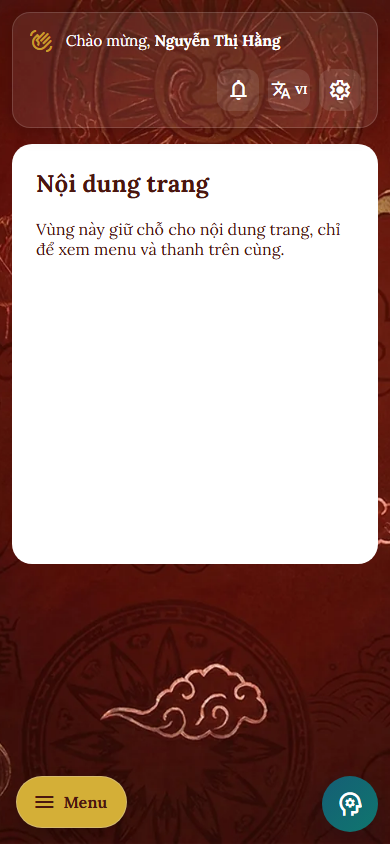 Chào mừng, Nguyễn Thị Hằng
VI
Nội dung trang
Vùng này giữ chỗ cho nội dung trang, chỉ
để xem menu và thanh trên cùng.
Menu